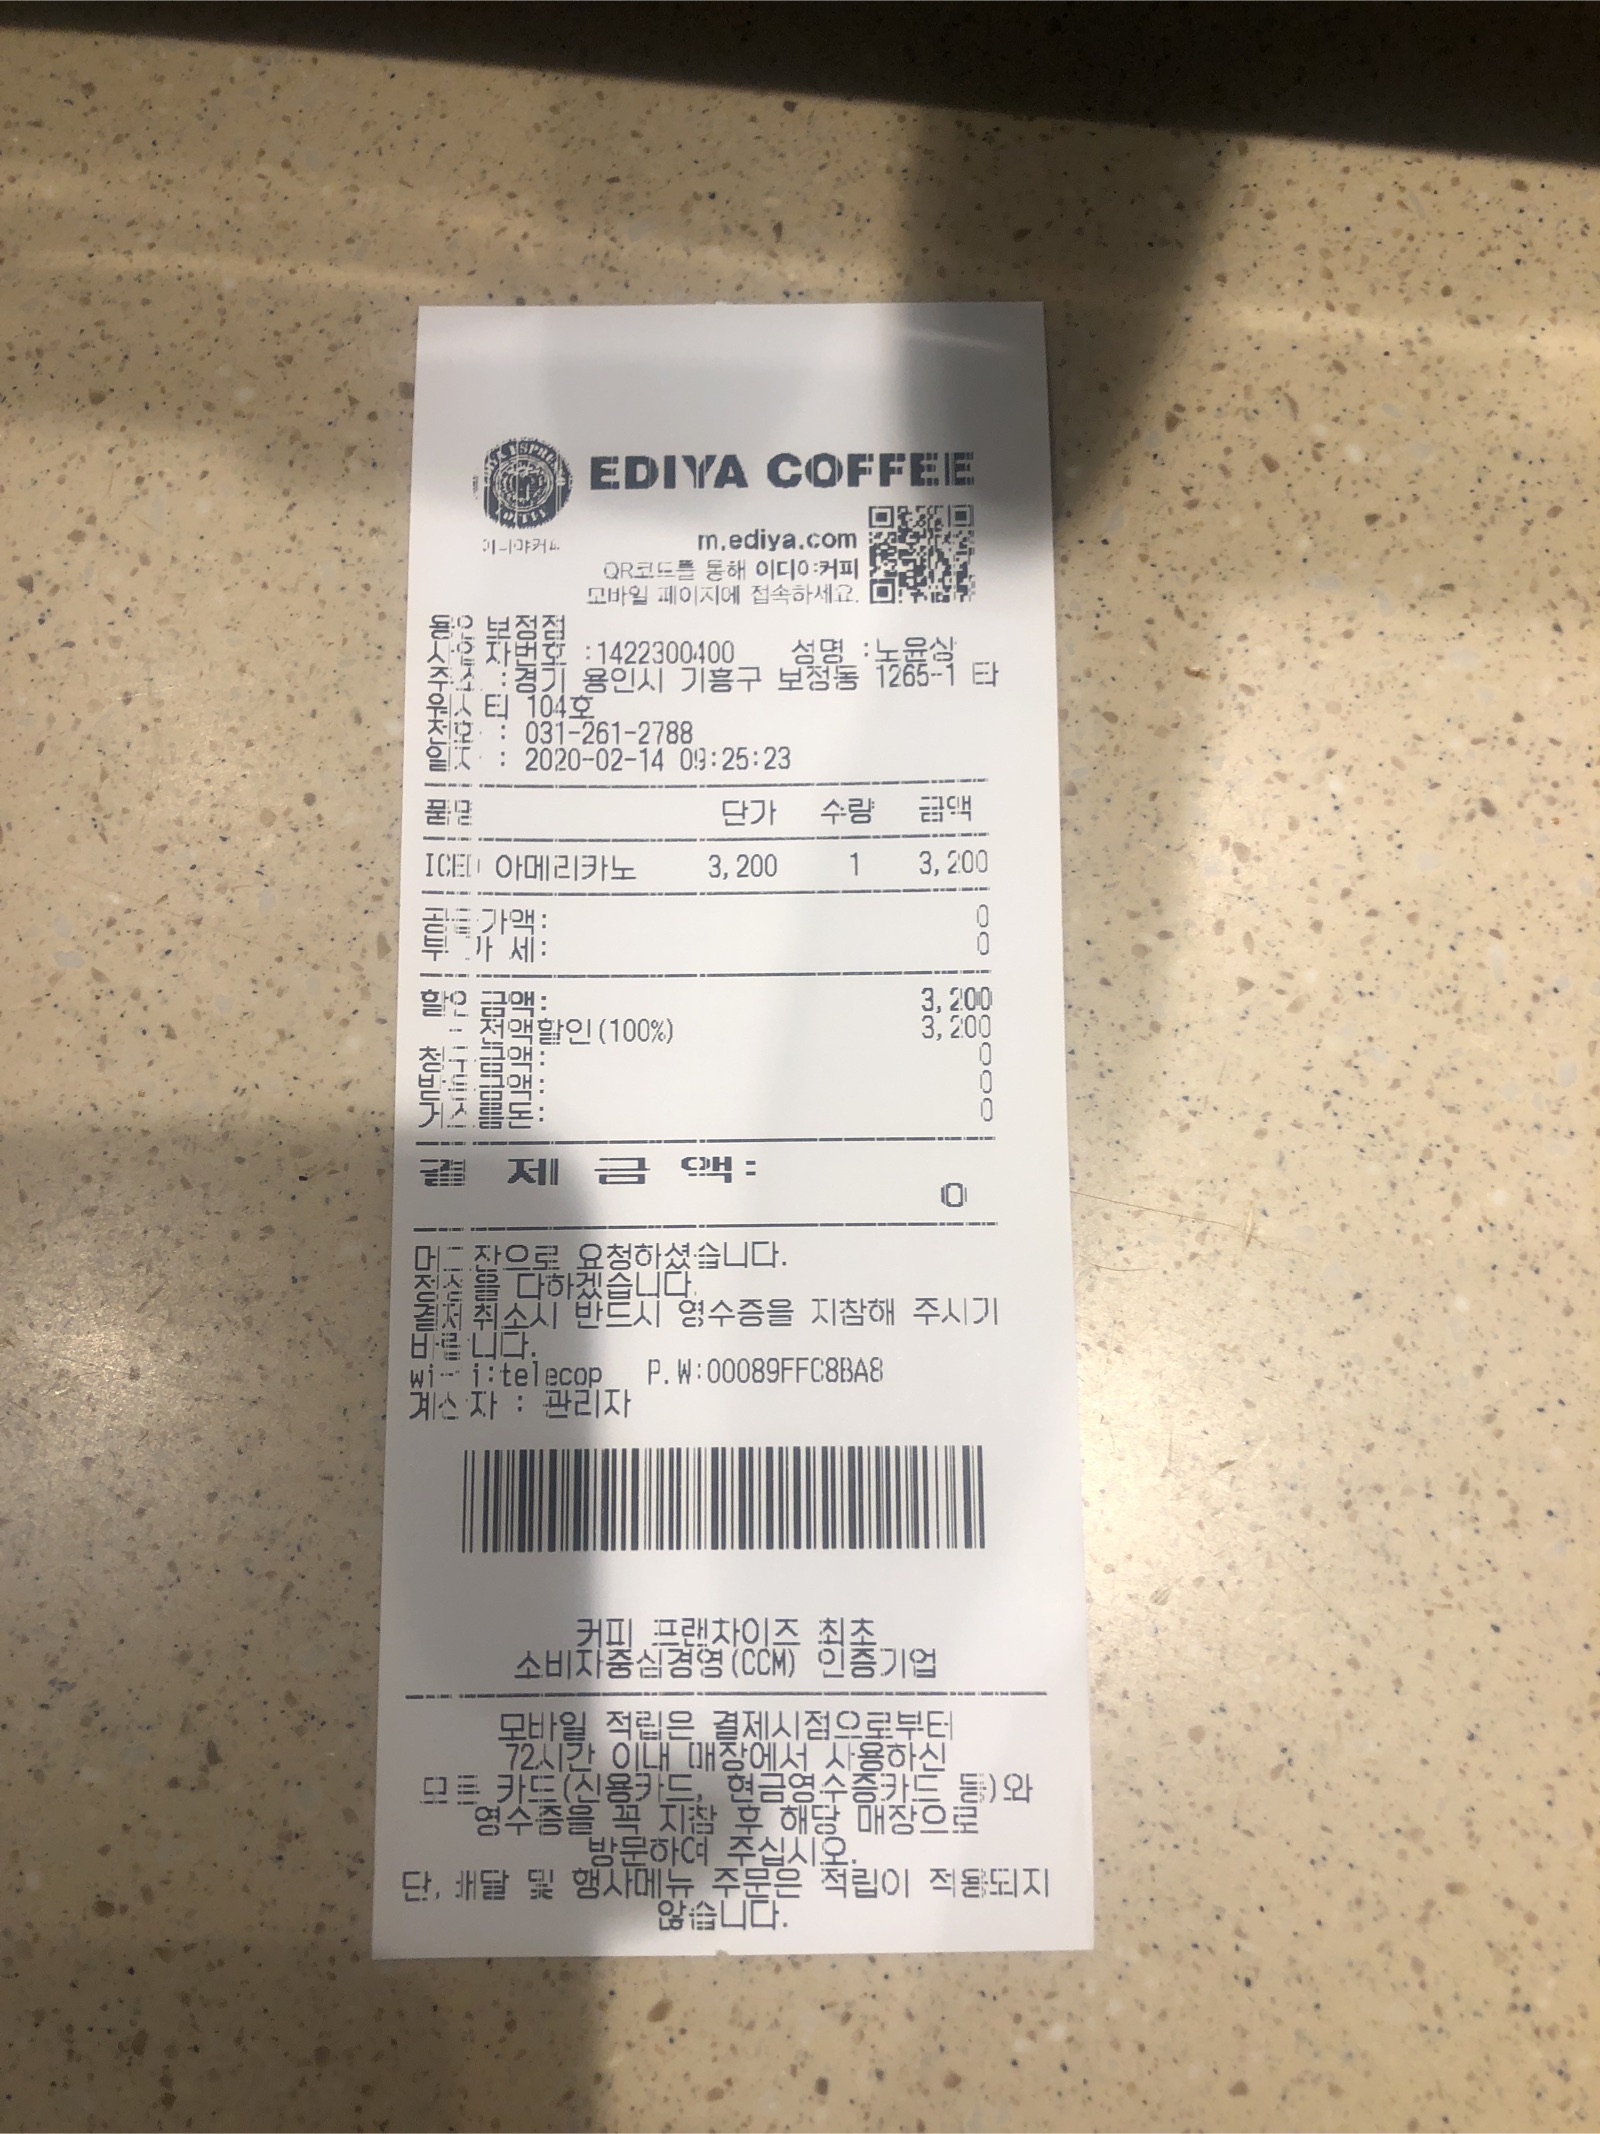 EDIYA COFFEE
이디야커피
m.ediya.com
QR코드를 통해 이디야커피
모바일 페이지에 접속하세요.
용인 보정점
사업자번호 :1422300400 성명 :노윤상
주소 :경기 용인시 기흥구 보정동 1265-1 타
워시티 104호
전화 : 031-261-2788
일자 : 2020-02-14 09:25:23
품명 단가 수량 금액
ICED 아메리카노 3,200 1 3,200
공급가액: 0
부 가 세: 0
할인금액: 3,200
- 전액할인(100%) 3,200
청구금액: 0
받은금액: 0
거스름돈: 0
결 제 금 액:
0
머그잔으로 요청하셨습니다.
정성을 다하겠습니다.
결제취소시 반드시 영수증을 지참해 주시기
바랍니다.
wi-fi:telecop P.W:00089FFC8BA8
계산자 : 관리자
커피 프랜차이즈 최초
소비자중심경영(CCM) 인증기업
모바일 적립은 결제시점으로부터
72시간 이내 매장에서 사용하신
모든 카드(신용카드, 현금영수증카드 등)와
영수증을 꼭 지참 후 해당 매장으로
방문하여 주십시오.
단, 배달 및 행사메뉴 주문은 적립이 적용되지
않습니다.